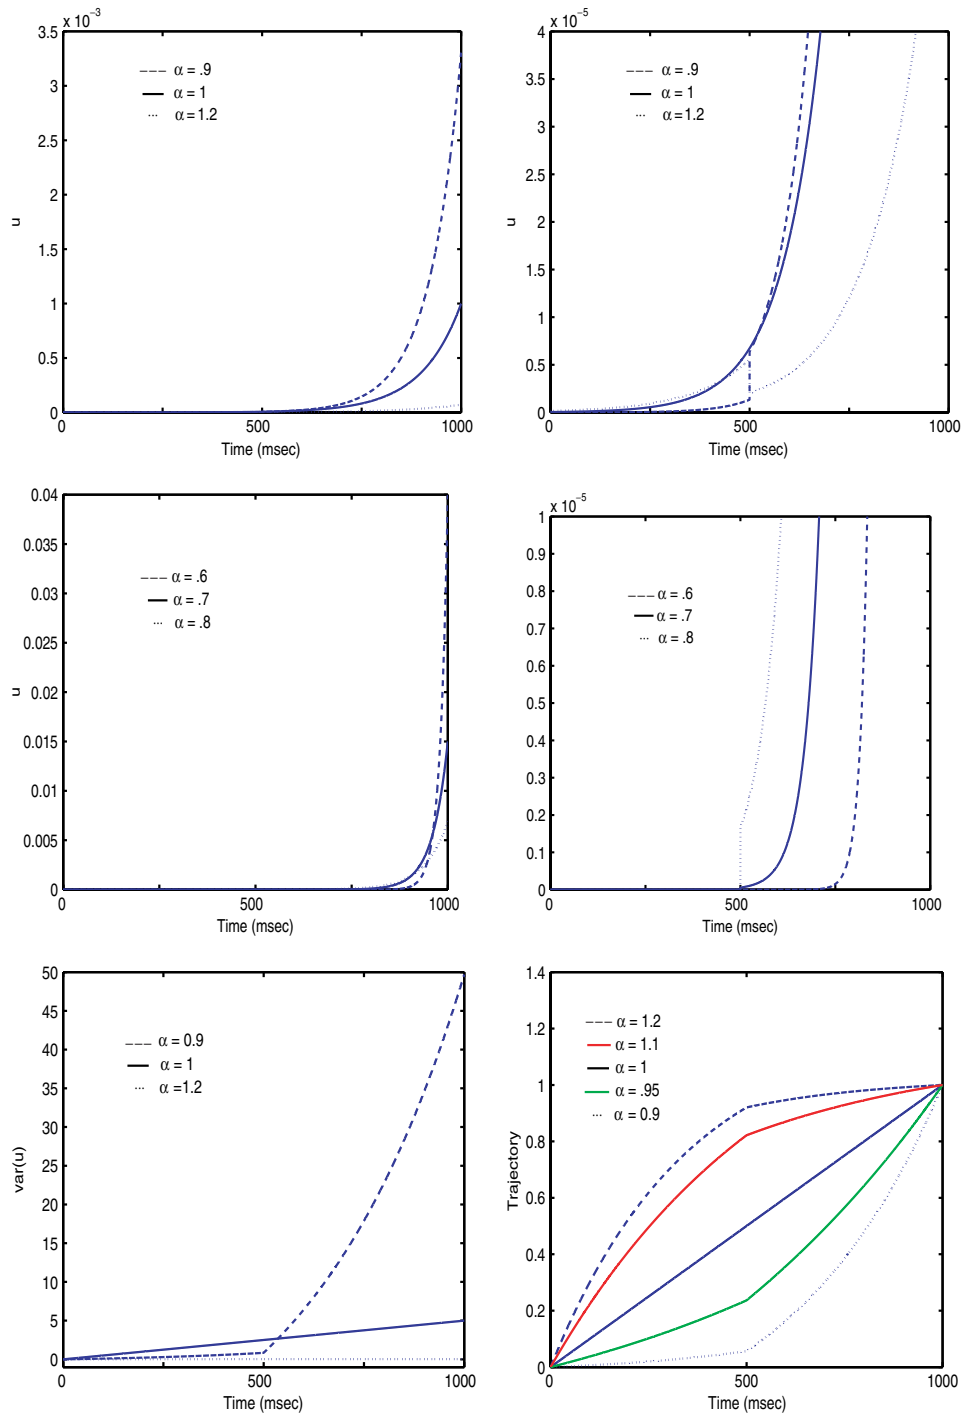 x 10⁻³
3.5
3
2.5
2
1.5
1
0.5
0
u
α = .9
α = 1
α = 1.2
0
500
1000
Time (msec)
x 10⁻⁵
4
3.5
3
2.5
2
1.5
1
0.5
0
u
α = .9
α = 1
α = 1.2
0
500
1000
Time (msec)
0.04
0.035
0.03
0.025
0.02
0.015
0.01
0.005
0
u
α = .6
α = .7
α = .8
0
500
1000
Time (msec)
x 10⁻⁵
1
0.9
0.8
0.7
0.6
0.5
0.4
0.3
0.2
0.1
0
α = .6
α = .7
α = .8
0
500
1000
Time (msec)
50
45
40
35
30
25
20
15
10
5
0
var(u)
α = 0.9
α = 1
α =1.2
0
500
1000
Time (msec)
1.4
1.2
1
0.8
0.6
0.4
0.2
0
Trajectory
α = 1.2
α = 1.1
α = 1
α = .95
α = 0.9
0
500
1000
Time (msec)